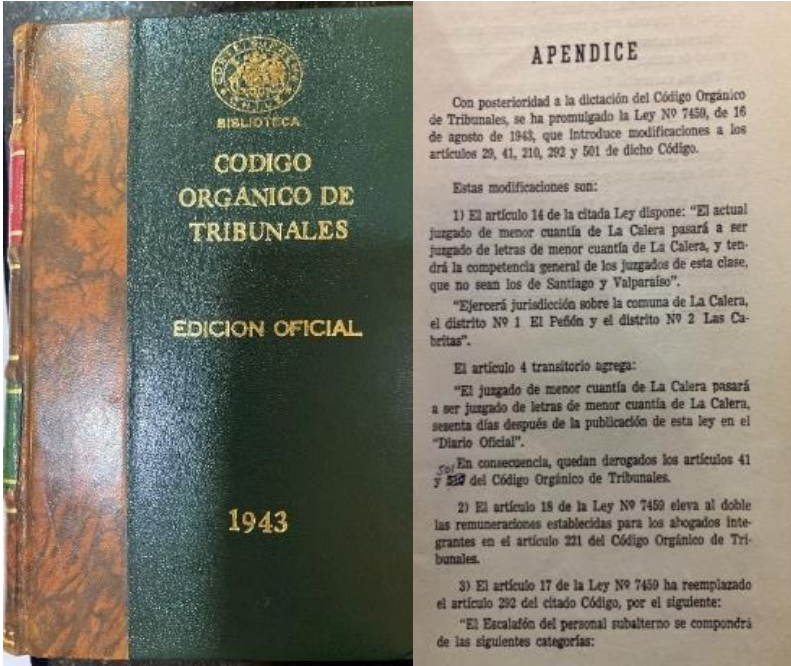 CORTE SUPREMA
CHILE
BIBLIOTECA
CODIGO
ORGANICO DE
TRIBUNALES
EDICION OFICIAL
1943
APENDICE
Con posterioridad a la dictación del Código Orgánico
de Tribunales, se ha promulgado la Ley Nº 7459, de 16
de agosto de 1943, que introduce modificaciones a los
artículos 29, 41, 210, 292 y 501 de dicho Código.
Estas modificaciones son:
1) El artículo 14 de la citada Ley dispone: "El actual
juzgado de menor cuantía de La Calera pasará a ser
juzgado de letras de menor cuantía de La Calera, y ten-
drá la competencia general de los juzgados de esta clase,
que no sean los de Santiago y Valparaíso".
"Ejercerá jurisdicción sobre la comuna de La Calera,
el distrito Nº 1 El Peñón y el distrito Nº 2 Las Ca-
britas".
El artículo 4 transitorio agrega:
"El juzgado de menor cuantía de La Calera pasará
a ser juzgado de letras de menor cuantía de La Calera,
sesenta días después de la publicación de esta ley en el
"Diario Oficial".
En consecuencia, quedan derogados los artículos 41
501
y del Código Orgánico de Tribunales.
2) El artículo 18 de la Ley Nº 7459 eleva al doble
las remuneraciones establecidas para los abogados inte-
grantes en el artículo 221 del Código Orgánico de Tri-
bunales.
3) El artículo 17 de la Ley Nº 7459 ha reemplazado
el artículo 292 del citado Código, por el siguiente:
"El Escalafón del personal subalterno se compondrá
de las siguientes categorías: